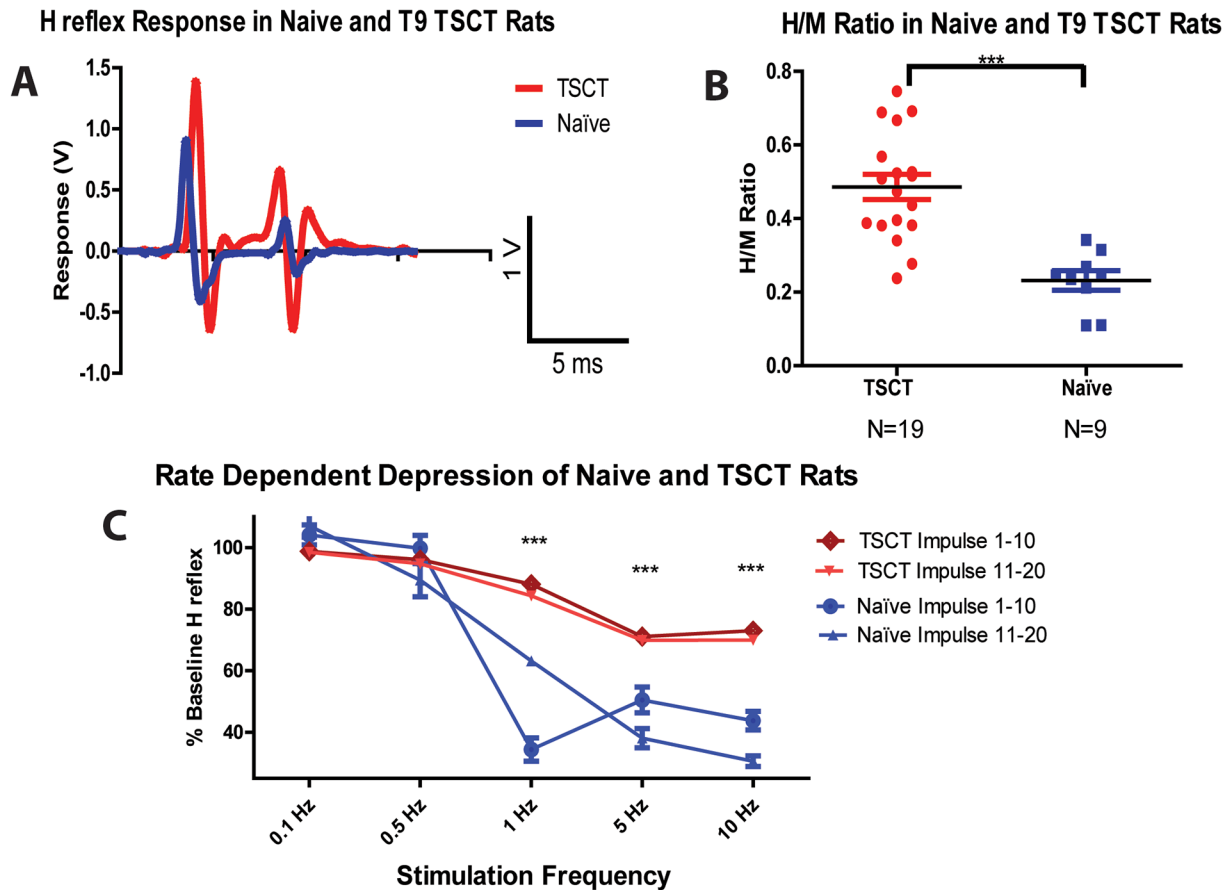 H reflex Response in Naive and T9 TSCT Rats
A
1.5
1.0
0.5
0.0
-0.5
-1.0
Response (V)
TSCT
Naïve
1 V
5 ms
H/M Ratio in Naive and T9 TSCT Rats
B
***
0.8
0.6
0.4
0.2
0.0
H/M Ratio
TSCT
Naïve
N=19
N=9
Rate Dependent Depression of Naive and TSCT Rats
C
100
80
60
40
% Baseline H reflex
***
***
***
TSCT Impulse 1-10
TSCT Impulse 11-20
Naïve Impulse 1-10
Naïve Impulse 11-20
0.1 Hz
0.5 Hz
1 Hz
5 Hz
10 Hz
Stimulation Frequency